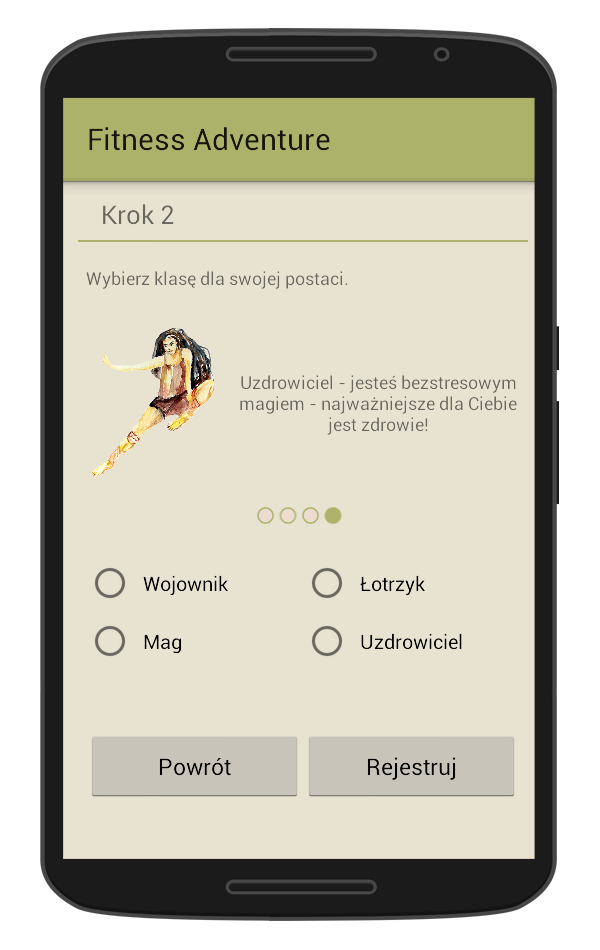 Fitness Adventure
Krok 2
Wybierz klasę dla swojej postaci.
Uzdrowiciel - jesteś bezstresowym
magiem - najważniejsze dla Ciebie
jest zdrowie!
Wojownik
Łotrzyk
Mag
Uzdrowiciel
Powrót
Rejestruj